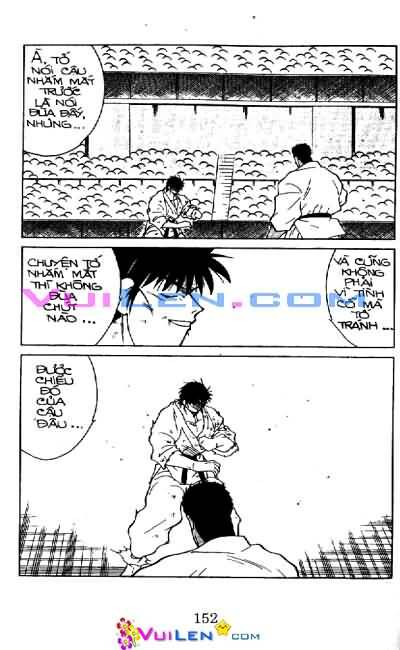 À, TỚ
NÓI CÂU
NHẮM MẮT
TRƯỚC
LÀ NÓI
ĐÙA ĐẤY,
NHƯNG...
CHUYỆN TỚ
NHẮM MẮT
THÌ KHÔNG
ĐÙA
CHÚT
NÀO...
VÀ CŨNG
KHÔNG
PHẢI
VÌ TÌNH
CỜ MÀ
TỚ
TRÁNH...
VUILEN.COM
ĐƯỢC
CHIÊU
ĐÓ
CỦA
CẬU
ĐÂU...
152
VUILEN.COM